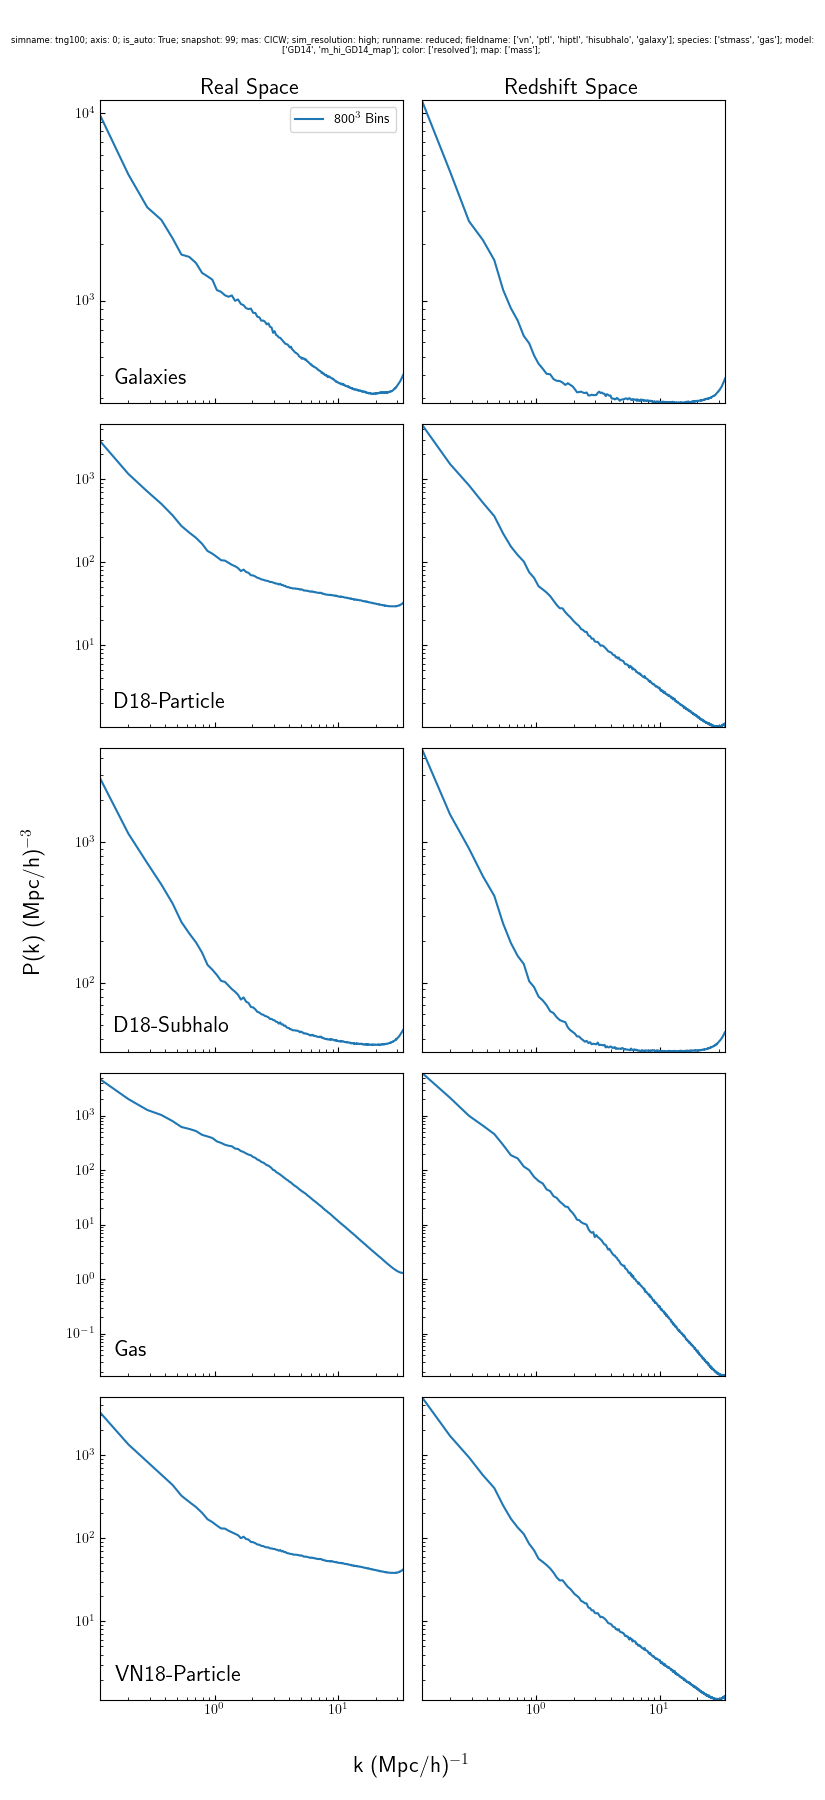 simname: tng100; axis: 0; is_auto: True; snapshot: 99; mas: CICW; sim_resolution: high; runname: reduced; fieldname: ['vn', 'ptl', 'hiptl', 'hisubhalo', 'galaxy']; species: ['stmass', 'gas']; model:
['GD14', 'm_hi_GD14_map']; color: ['resolved']; map: ['mass'];
Real Space
Redshift Space
800³ Bins
10⁴
10³
Galaxies
10³
10²
10¹
D18-Particle
10³
10²
D18-Subhalo
P(k) (Mpc/h)⁻³
10³
10²
10¹
10⁰
10⁻¹
Gas
10³
10²
10¹
VN18-Particle
10⁰ 10¹ 10⁰ 10¹
k (Mpc/h)⁻¹